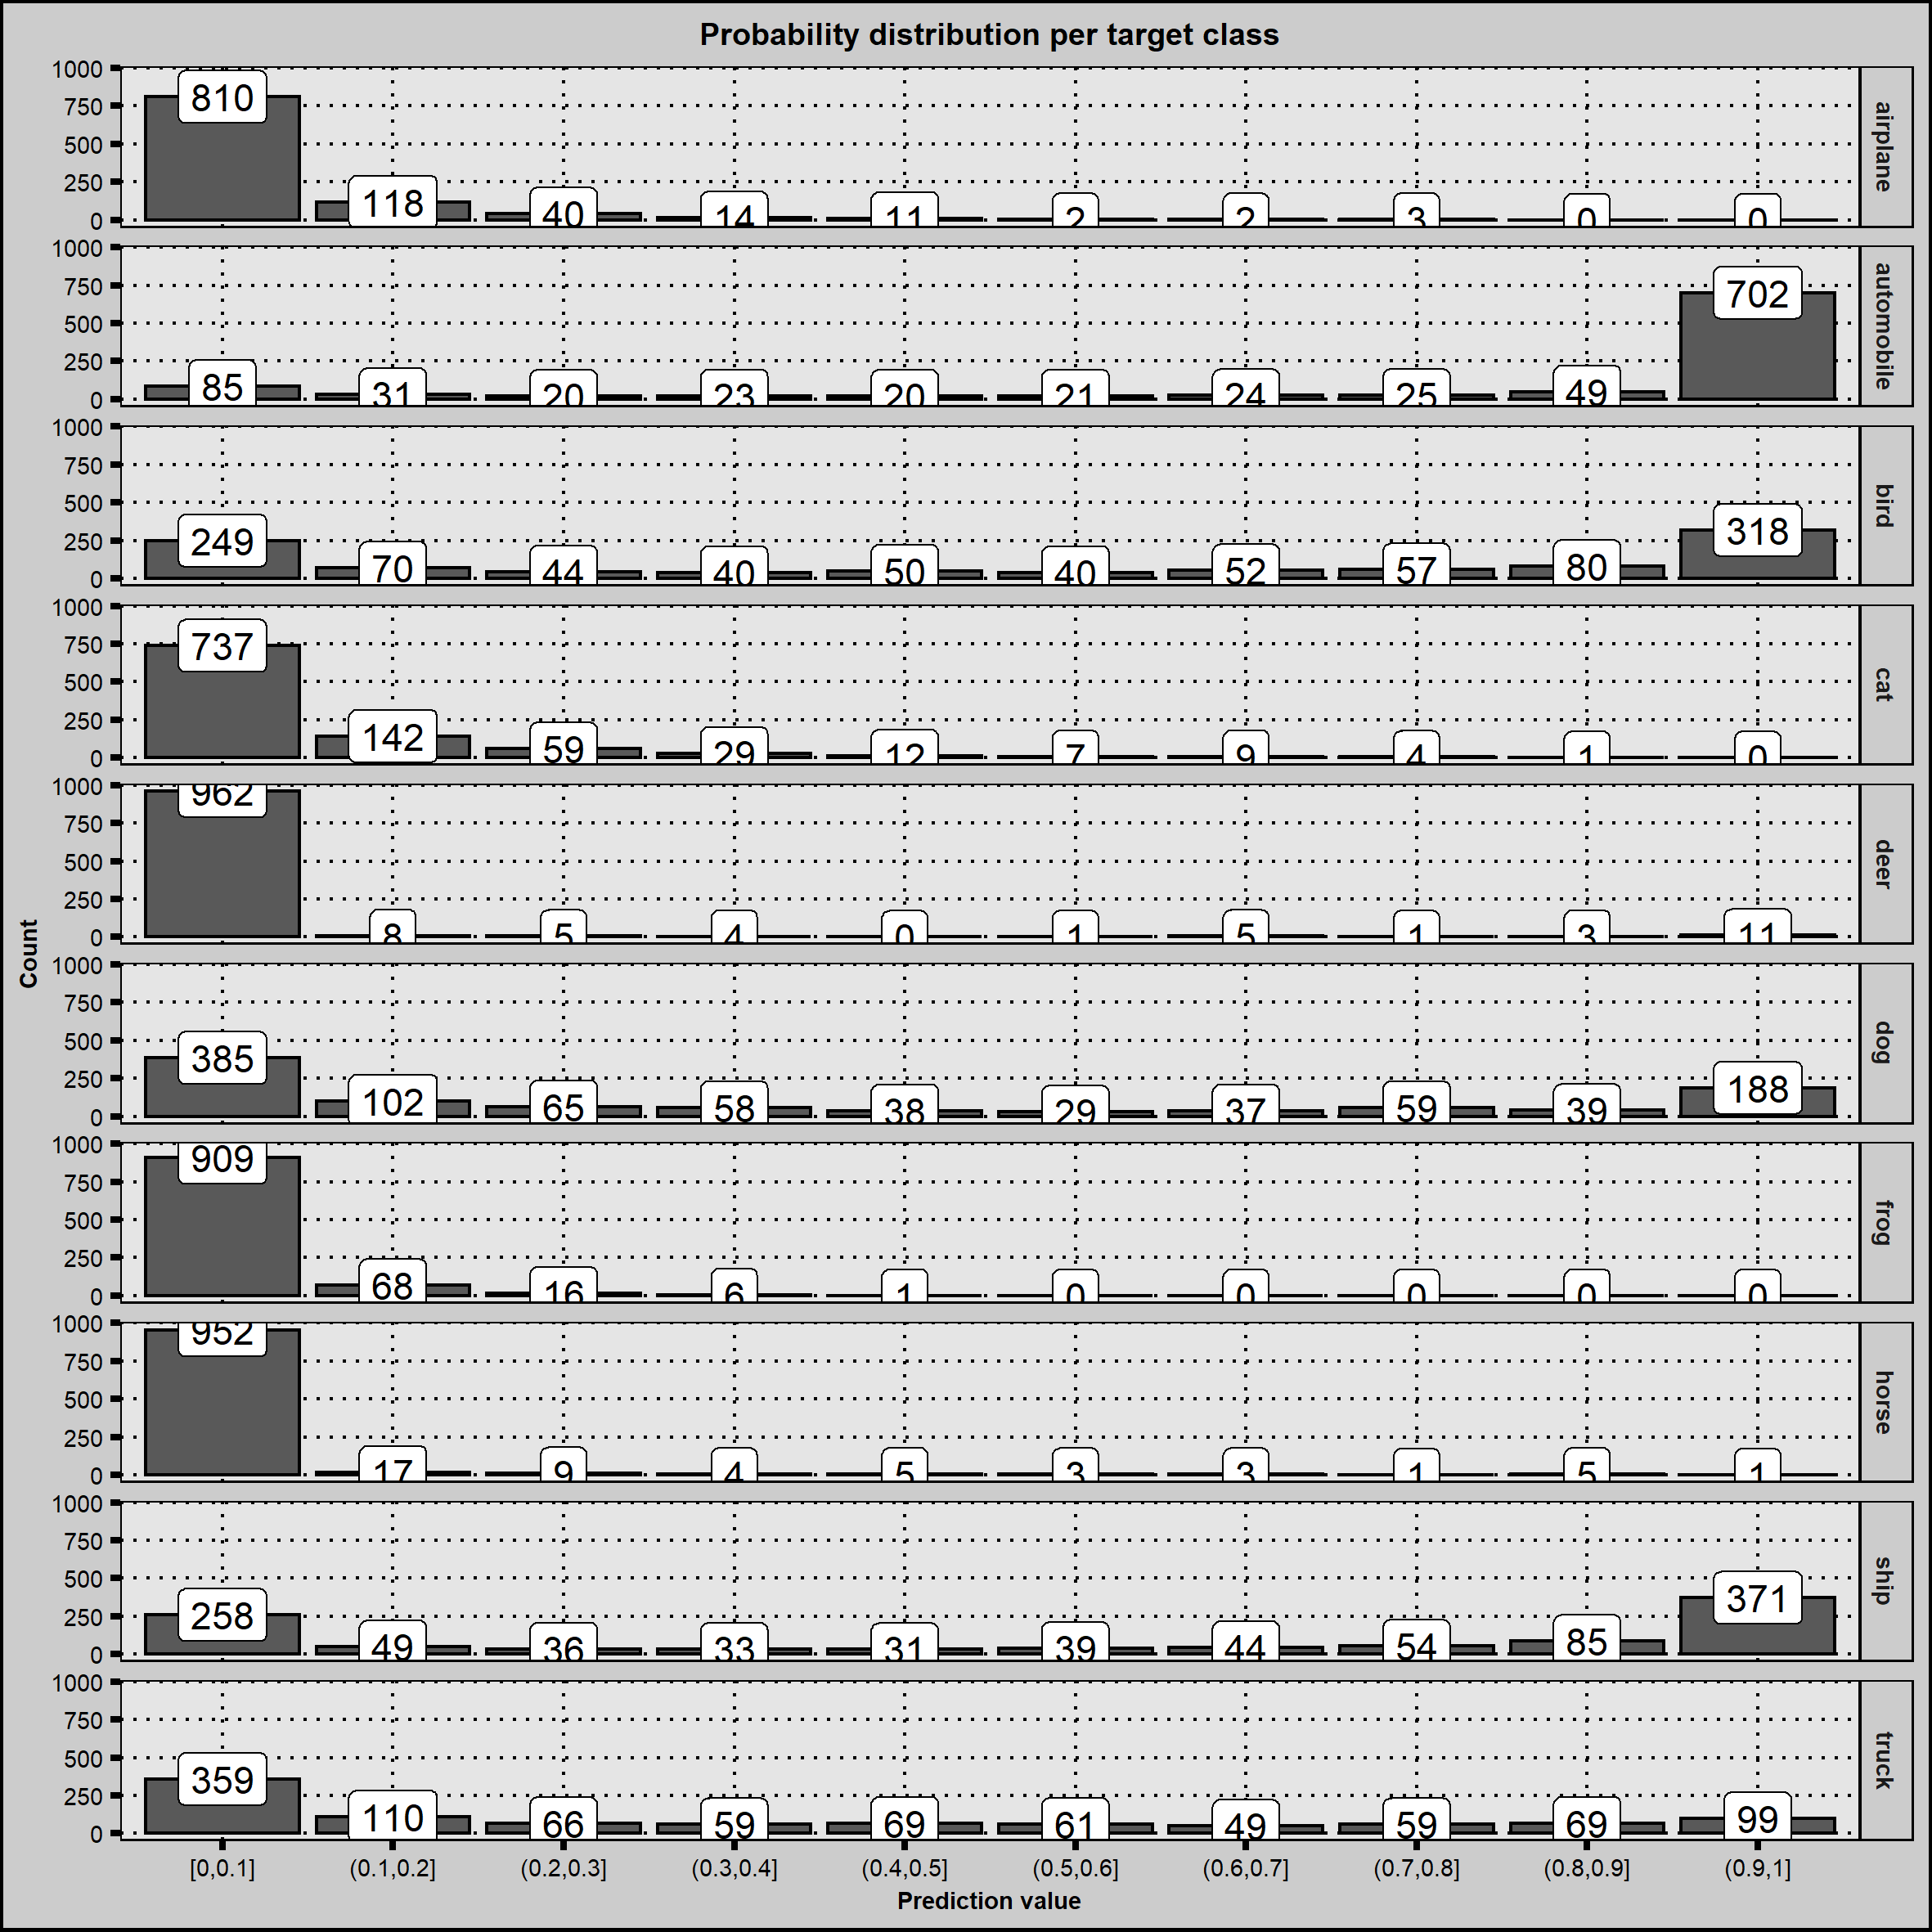 Probability distribution per target class
Count
1000
750
500
250
0
810 118 40 14 11 2 2 3 0 0
airplane
1000
750
500
250
0
85 31 20 23 20 21 24 25 49 702
automobile
1000
750
500
250
0
249 70 44 40 50 40 52 57 80 318
bird
1000
750
500
250
0
737 142 59 29 12 7 9 4 1 0
cat
1000
750
500
250
0
962 8 5 4 0 1 5 1 3 11
deer
1000
750
500
250
0
385 102 65 58 38 29 37 59 39 188
dog
1000
750
500
250
0
909 68 16 6 1 0 0 0 0 0
frog
1000
750
500
250
0
952 17 9 4 5 3 3 1 5 1
horse
1000
750
500
250
0
258 49 36 33 31 39 44 54 85 371
ship
1000
750
500
250
0
359 110 66 59 69 61 49 59 69 99
truck
[0,0.1] (0.1,0.2] (0.2,0.3] (0.3,0.4] (0.4,0.5] (0.5,0.6] (0.6,0.7] (0.7,0.8] (0.8,0.9] (0.9,1]
Prediction value